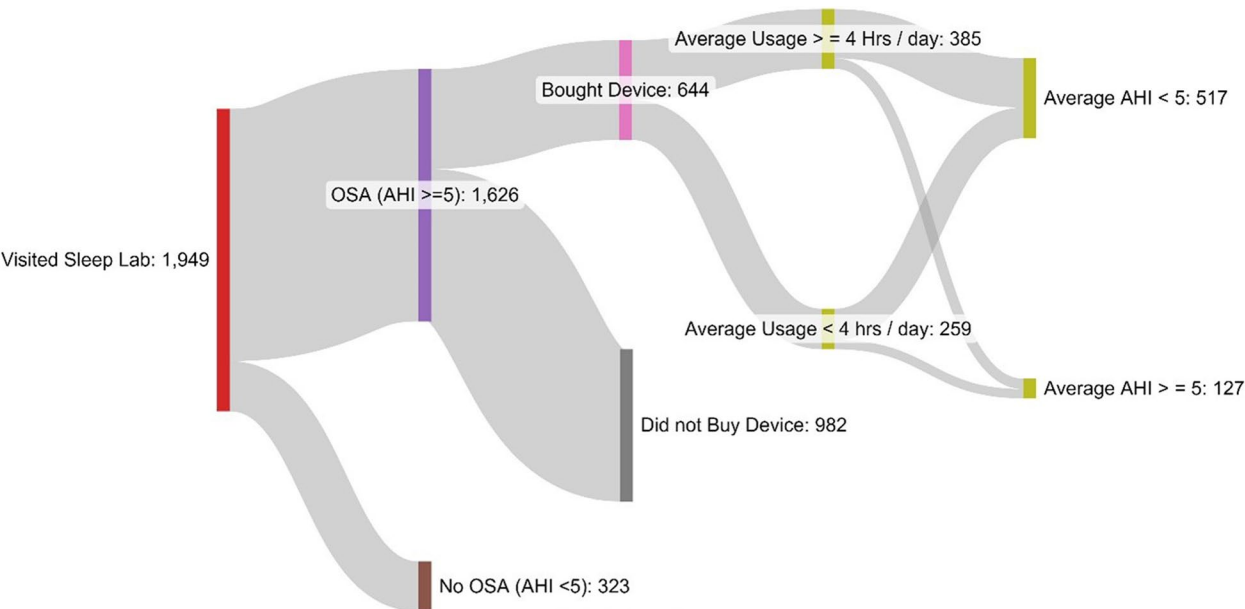 Average Usage > = 4 Hrs / day: 385
Bought Device: 644
Average AHI < 5: 517
OSA (AHI >=5): 1,626
Visited Sleep Lab: 1,949
Average Usage < 4 hrs / day: 259
Average AHI > = 5: 127
Did not Buy Device: 982
No OSA (AHI <5): 323